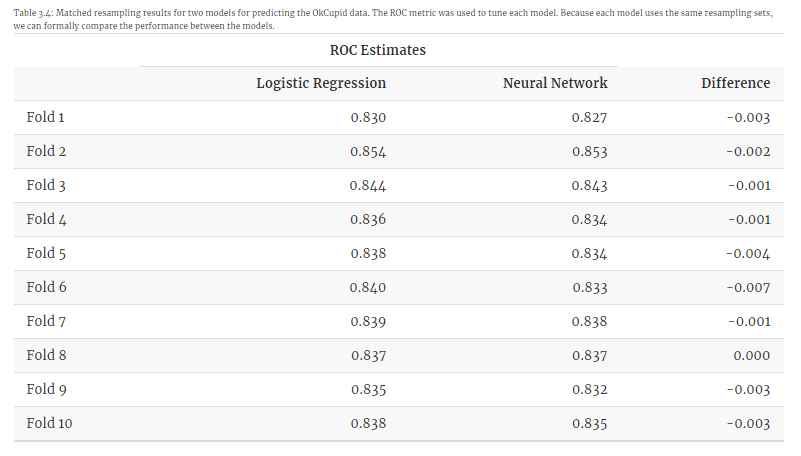 Table 3.4: Matched resampling results for two models for predicting the OkCupid data. The ROC metric was used to tune each model. Because each model uses the same resampling sets,
we can formally compare the performance between the models.
ROC Estimates
Logistic Regression Neural Network Difference
Fold 1 0.830 0.827 -0.003
Fold 2 0.854 0.853 -0.002
Fold 3 0.844 0.843 -0.001
Fold 4 0.836 0.834 -0.001
Fold 5 0.838 0.834 -0.004
Fold 6 0.840 0.833 -0.007
Fold 7 0.839 0.838 -0.001
Fold 8 0.837 0.837 0.000
Fold 9 0.835 0.832 -0.003
Fold 10 0.838 0.835 -0.003